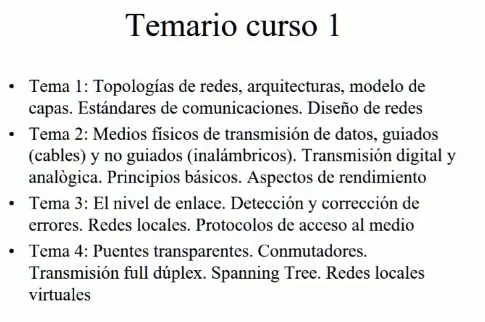 Temario curso 1
• Tema 1: Topologías de redes, arquitecturas, modelo de
capas. Estándares de comunicaciones. Diseño de redes
• Tema 2: Medios físicos de transmisión de datos, guiados
(cables) y no guiados (inalámbricos). Transmisión digital y
analògica. Principios básicos. Aspectos de rendimiento
• Tema 3: El nivel de enlace. Detección y corrección de
errores. Redes locales. Protocolos de acceso al medio
• Tema 4: Puentes transparentes. Conmutadores.
Transmisión full dúplex. Spanning Tree. Redes locales
virtuales